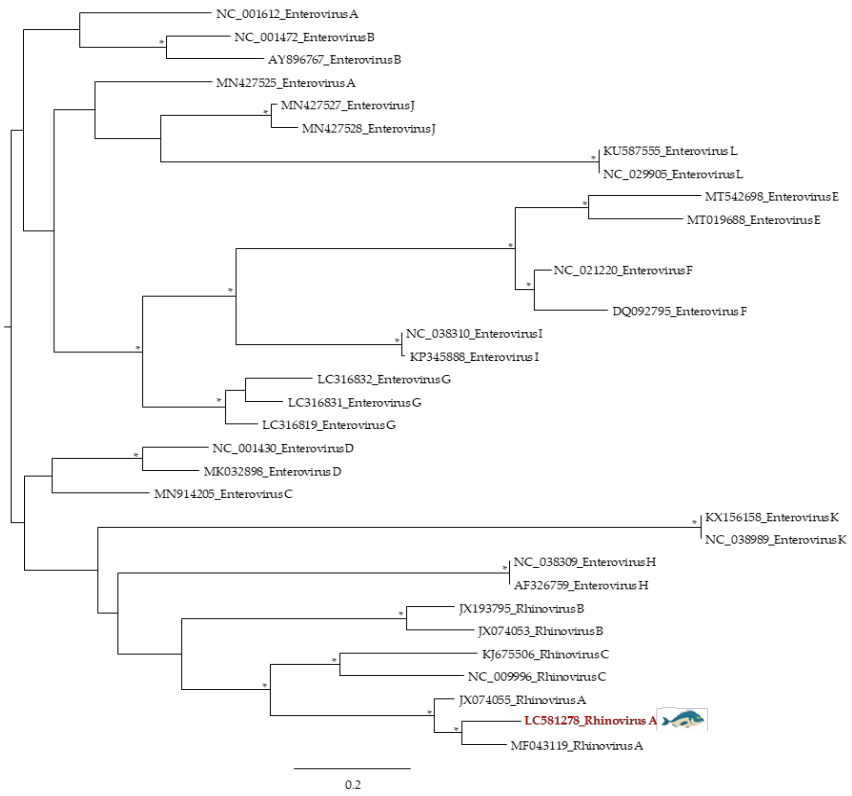 NC_001612_Enterovirus A
NC_001472_Enterovirus B
AY896767_Enterovirus B
MN427525_Enterovirus A
MN427527_Enterovirus J
MN427528_Enterovirus J
KU587555_Enterovirus L
NC_029905_Enterovirus L
MT542698_Enterovirus E
MT019688_Enterovirus E
NC_021220_Enterovirus F
DQ092795_Enterovirus F
NC_038310_Enterovirus I
KP345888_Enterovirus I
LC316832_Enterovirus G
LC316831_Enterovirus G
LC316819_Enterovirus G
NC_001430_Enterovirus D
MK032898_Enterovirus D
MN914205_Enterovirus C
KX156158_Enterovirus K
NC_038989_Enterovirus K
NC_038309_Enterovirus H
AF326759_Enterovirus H
JX193795_Rhinovirus B
JX074053_Rhinovirus B
KJ675506_Rhinovirus C
NC_009996_Rhinovirus C
JX074055_Rhinovirus A
LC581278_Rhinovirus A
MF043119_Rhinovirus A
0.2